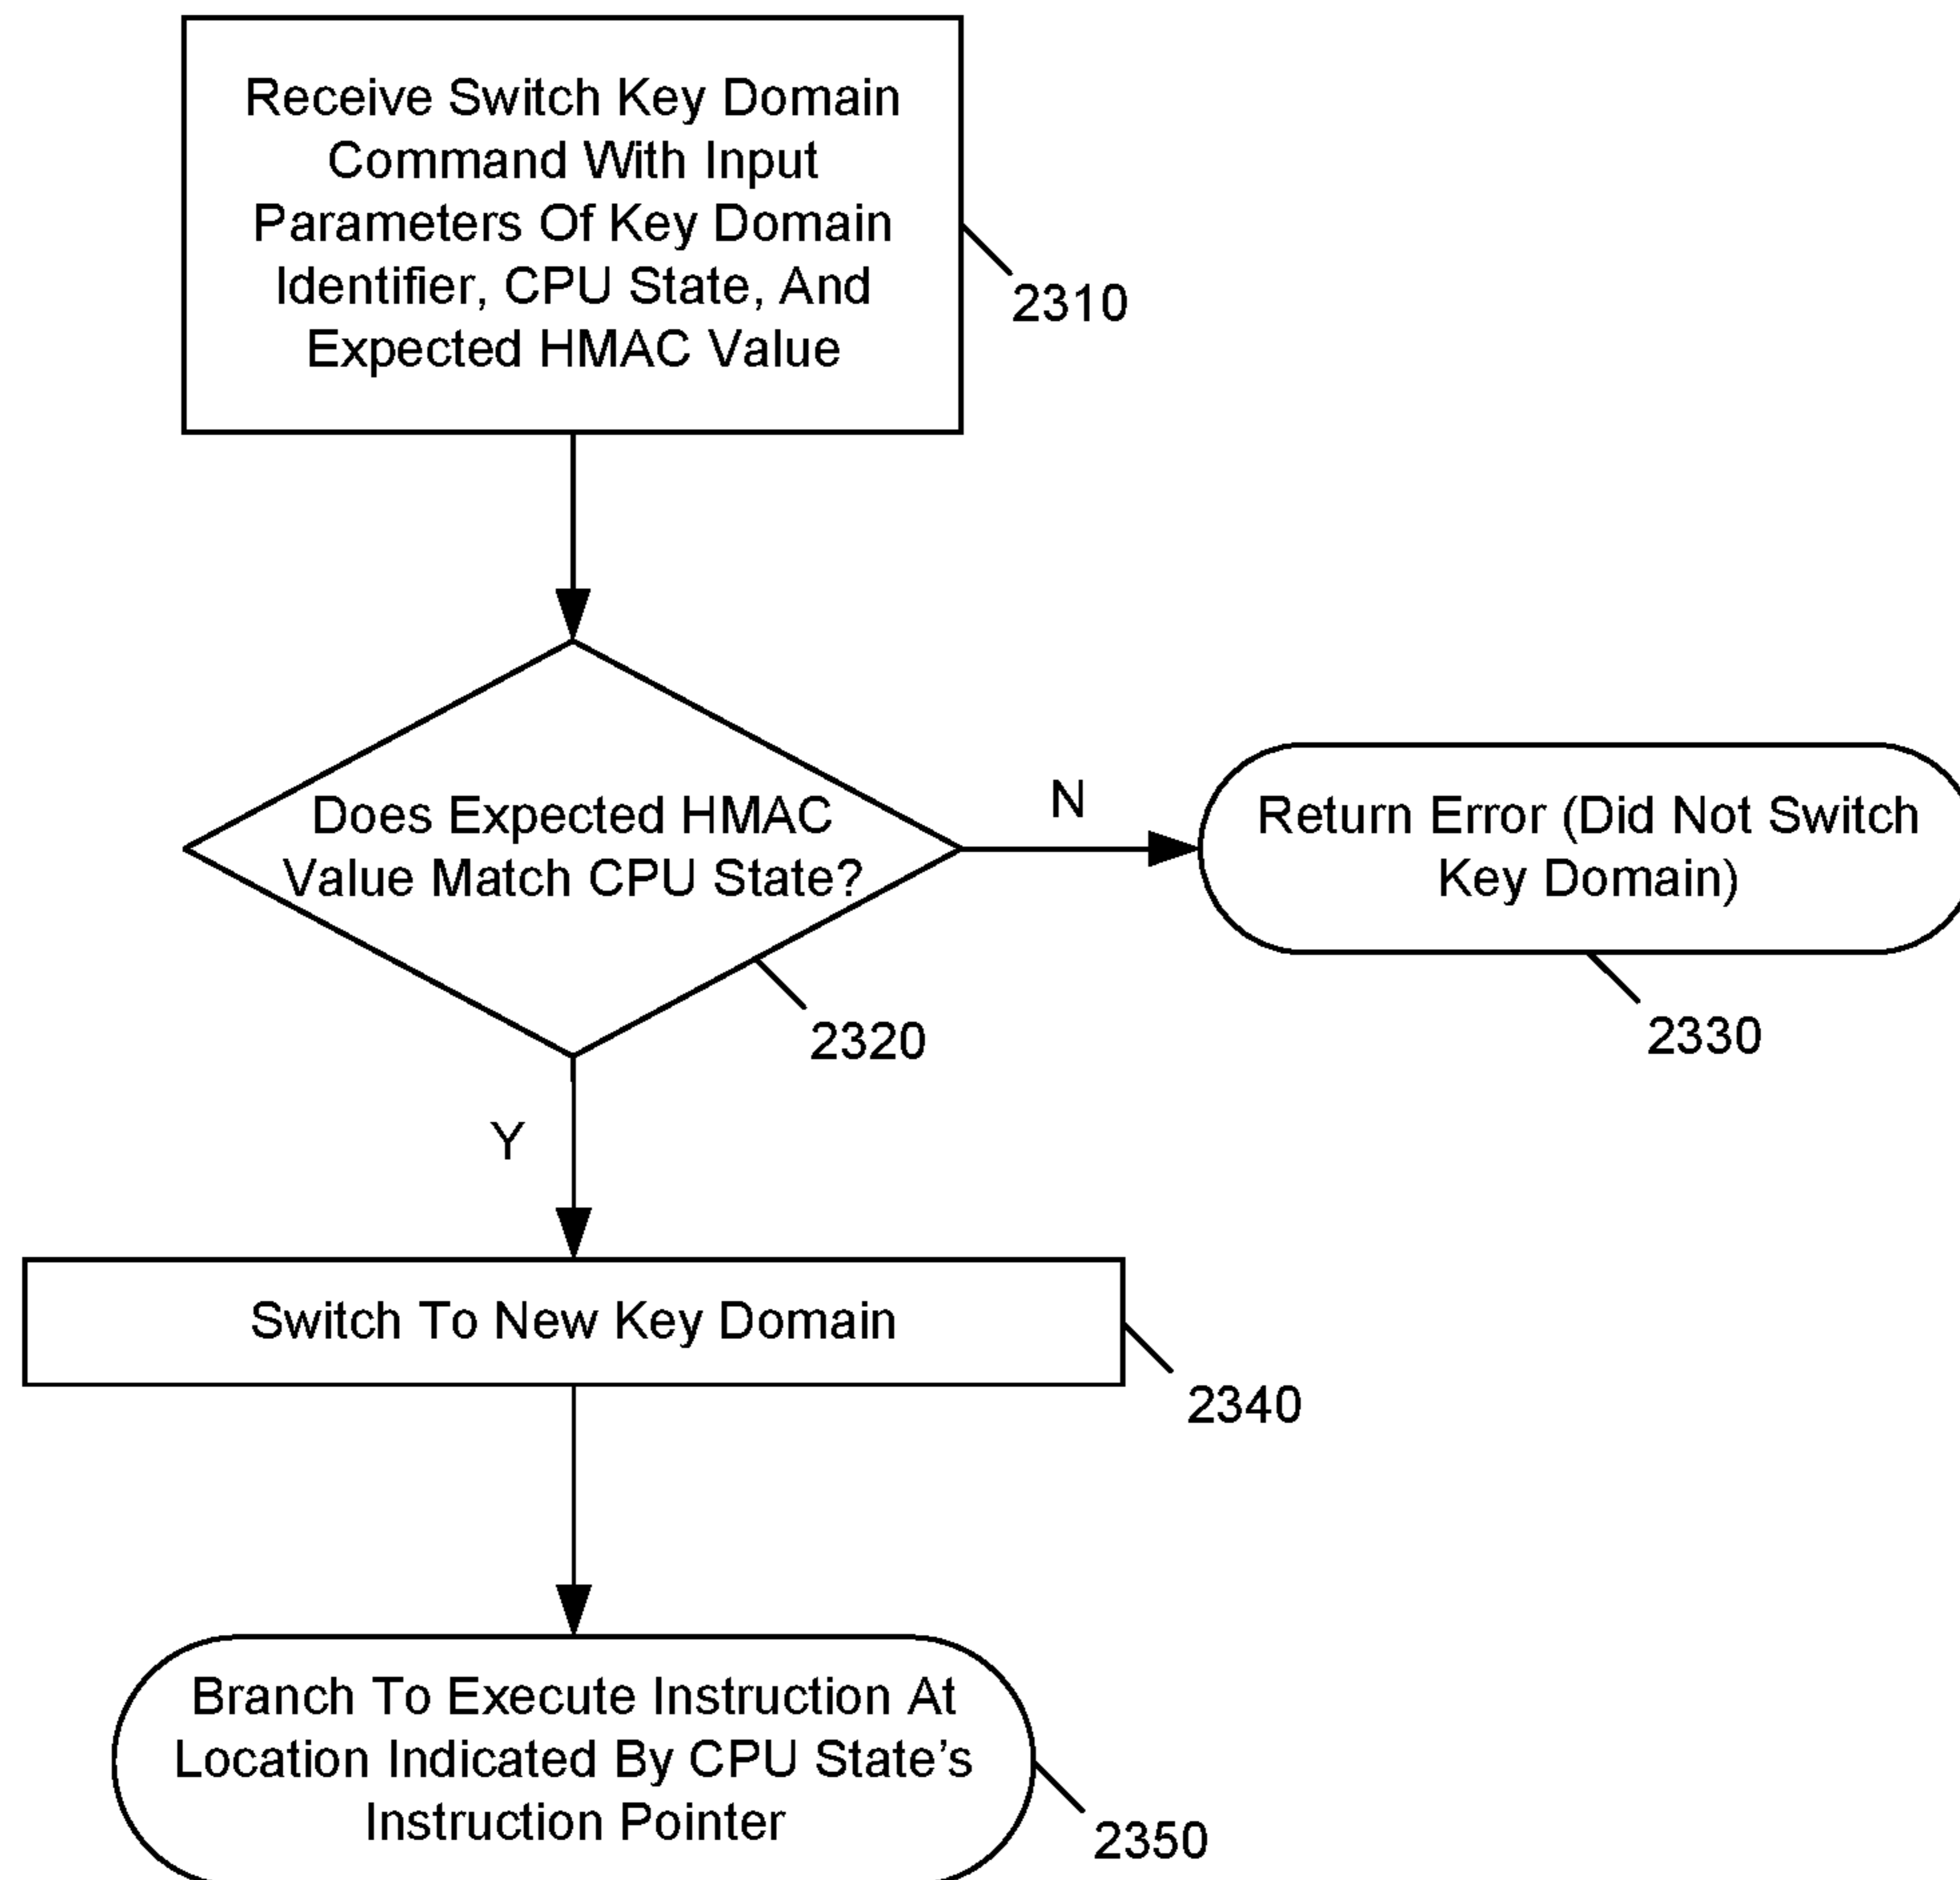 Receive Switch Key Domain
Command With Input
Parameters Of Key Domain
Identifier, CPU State, And
Expected HMAC Value
2310
Does Expected HMAC
Value Match CPU State?
2320
N
Return Error (Did Not Switch
Key Domain)
2330
Y
Switch To New Key Domain
2340
Branch To Execute Instruction At
Location Indicated By CPU State's
Instruction Pointer
2350